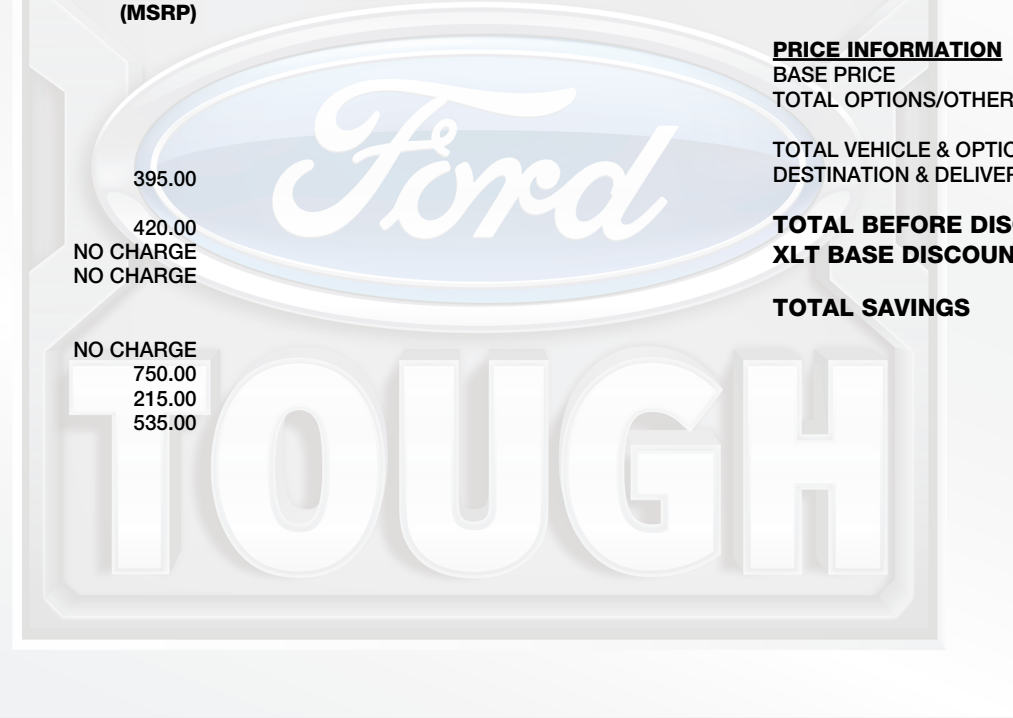 (MSRP)
395.00
420.00
NO CHARGE
NO CHARGE
NO CHARGE
750.00
215.00
535.00
PRICE INFORMATION
BASE PRICE
TOTAL OPTIONS/OTHER
TOTAL VEHICLE & OPTIO
DESTINATION & DELIVER
TOTAL BEFORE DIS
XLT BASE DISCOUN
TOTAL SAVINGS
Ford
TOUGH